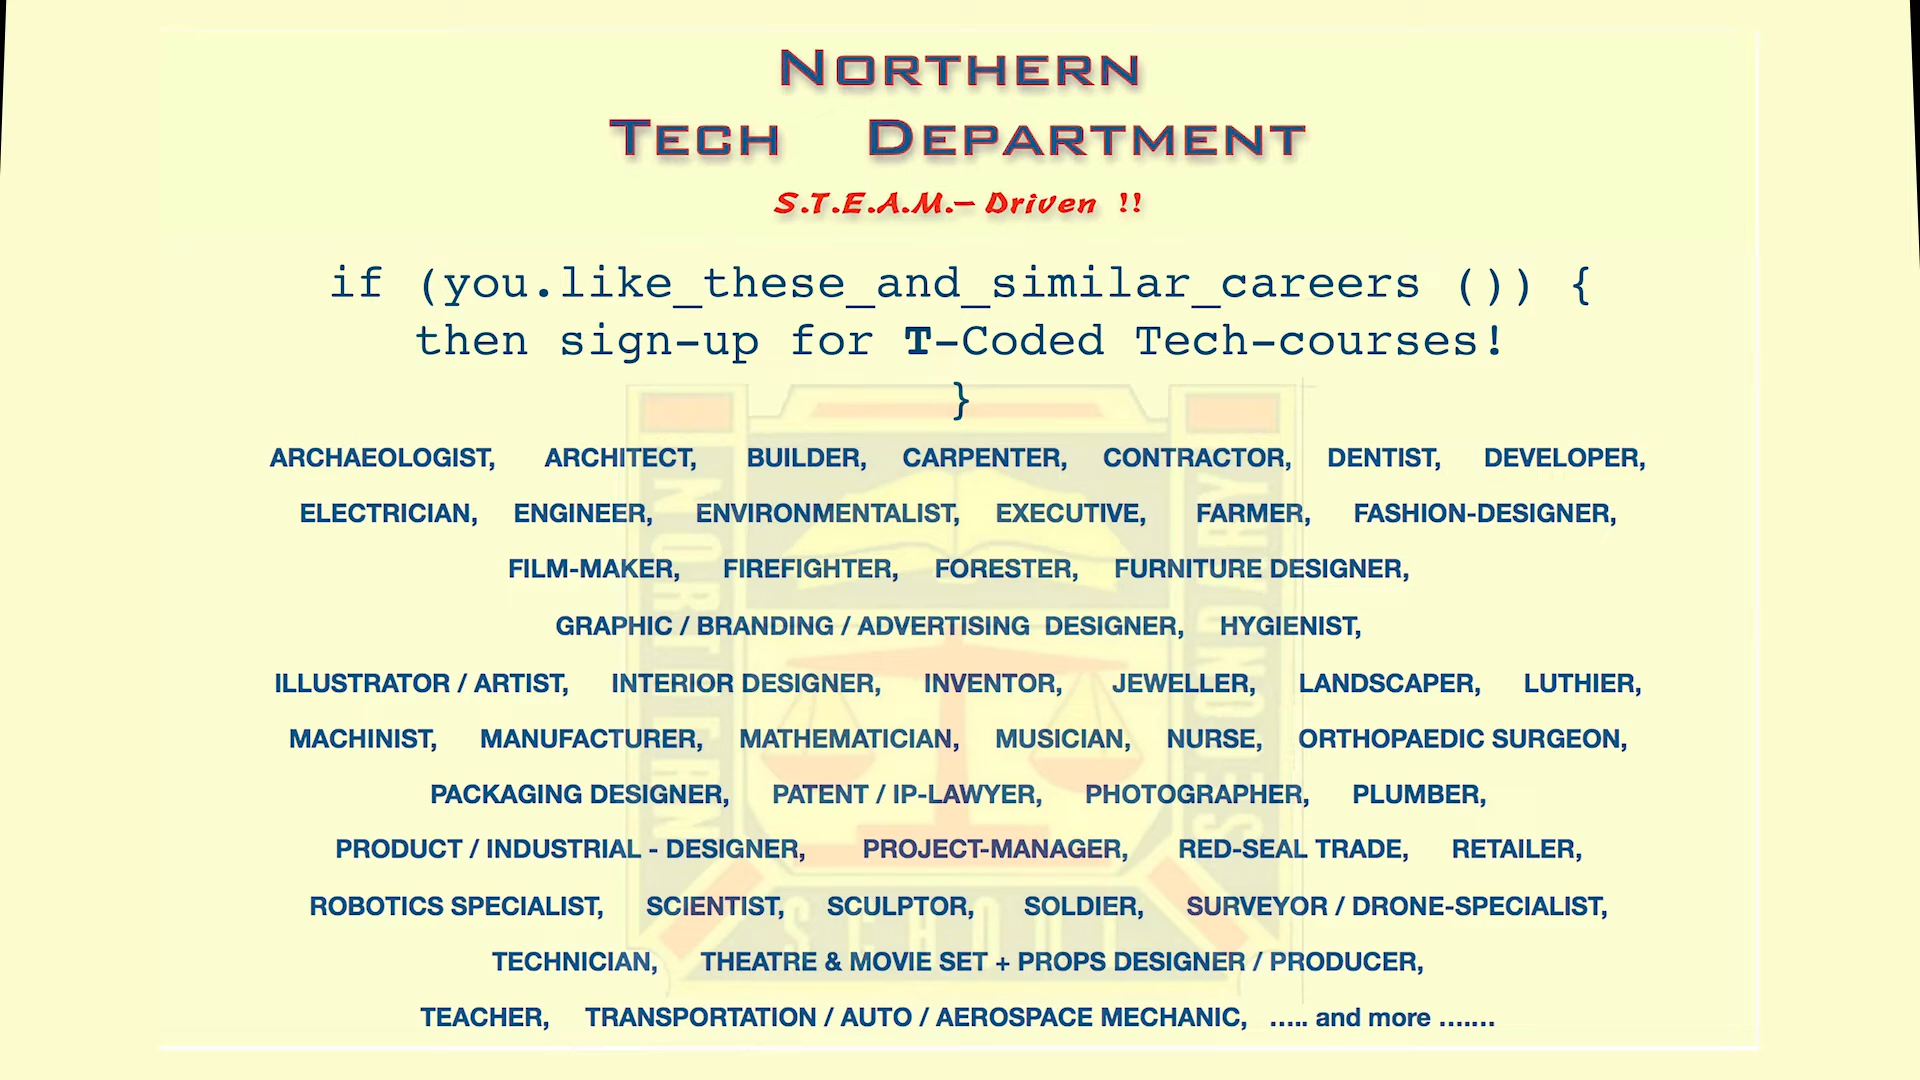 NORTHERN
TECH DEPARTMENT
S.T.E.A.M.– Driven !!
if (you.like_these_and_similar_careers ()) {
then sign-up for T-Coded Tech-courses!
}
ARCHAEOLOGIST, ARCHITECT, BUILDER, CARPENTER, CONTRACTOR, DENTIST, DEVELOPER,
ELECTRICIAN, ENGINEER, ENVIRONMENTALIST, EXECUTIVE, FARMER, FASHION-DESIGNER,
FILM-MAKER, FIREFIGHTER, FORESTER, FURNITURE DESIGNER,
GRAPHIC / BRANDING / ADVERTISING DESIGNER, HYGIENIST,
ILLUSTRATOR / ARTIST, INTERIOR DESIGNER, INVENTOR, JEWELLER, LANDSCAPER, LUTHIER,
MACHINIST, MANUFACTURER, MATHEMATICIAN, MUSICIAN, NURSE, ORTHOPAEDIC SURGEON,
PACKAGING DESIGNER, PATENT / IP-LAWYER, PHOTOGRAPHER, PLUMBER,
PRODUCT / INDUSTRIAL - DESIGNER, PROJECT-MANAGER, RED-SEAL TRADE, RETAILER,
ROBOTICS SPECIALIST, SCIENTIST, SCULPTOR, SOLDIER, SURVEYOR / DRONE-SPECIALIST,
TECHNICIAN, THEATRE & MOVIE SET + PROPS DESIGNER / PRODUCER,
TEACHER, TRANSPORTATION / AUTO / AEROSPACE MECHANIC, ..... and more .......
NORTHERN
SECONDARY
SCHOOL